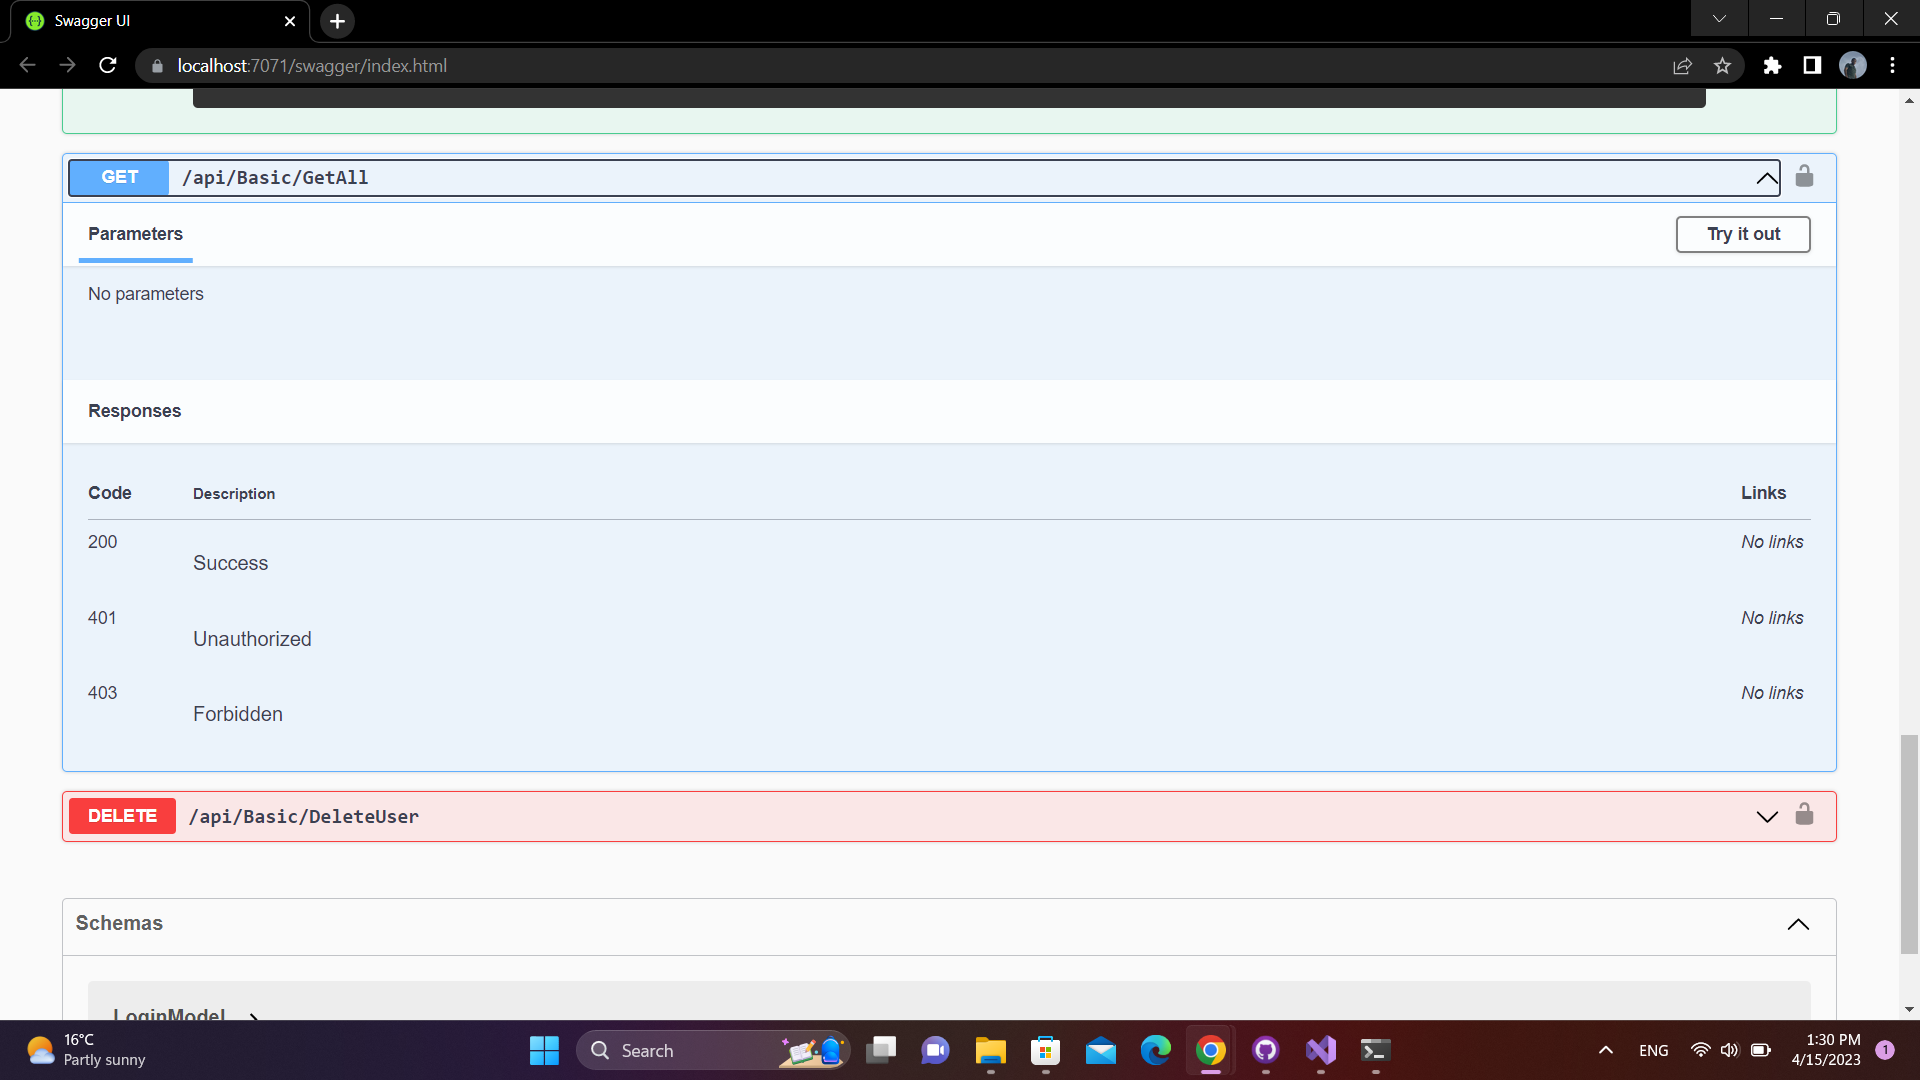 Swagger UI
localhost:7071/swagger/index.html
GET /api/Basic/GetAll
Parameters
Try it out
No parameters
Responses
Code Description Links
200 No links
Success
401 No links
Unauthorized
403 No links
Forbidden
DELETE /api/Basic/DeleteUser
Schemas
LoginModel
16°C
Partly sunny
Search
ENG
1:30 PM
4/15/2023
1